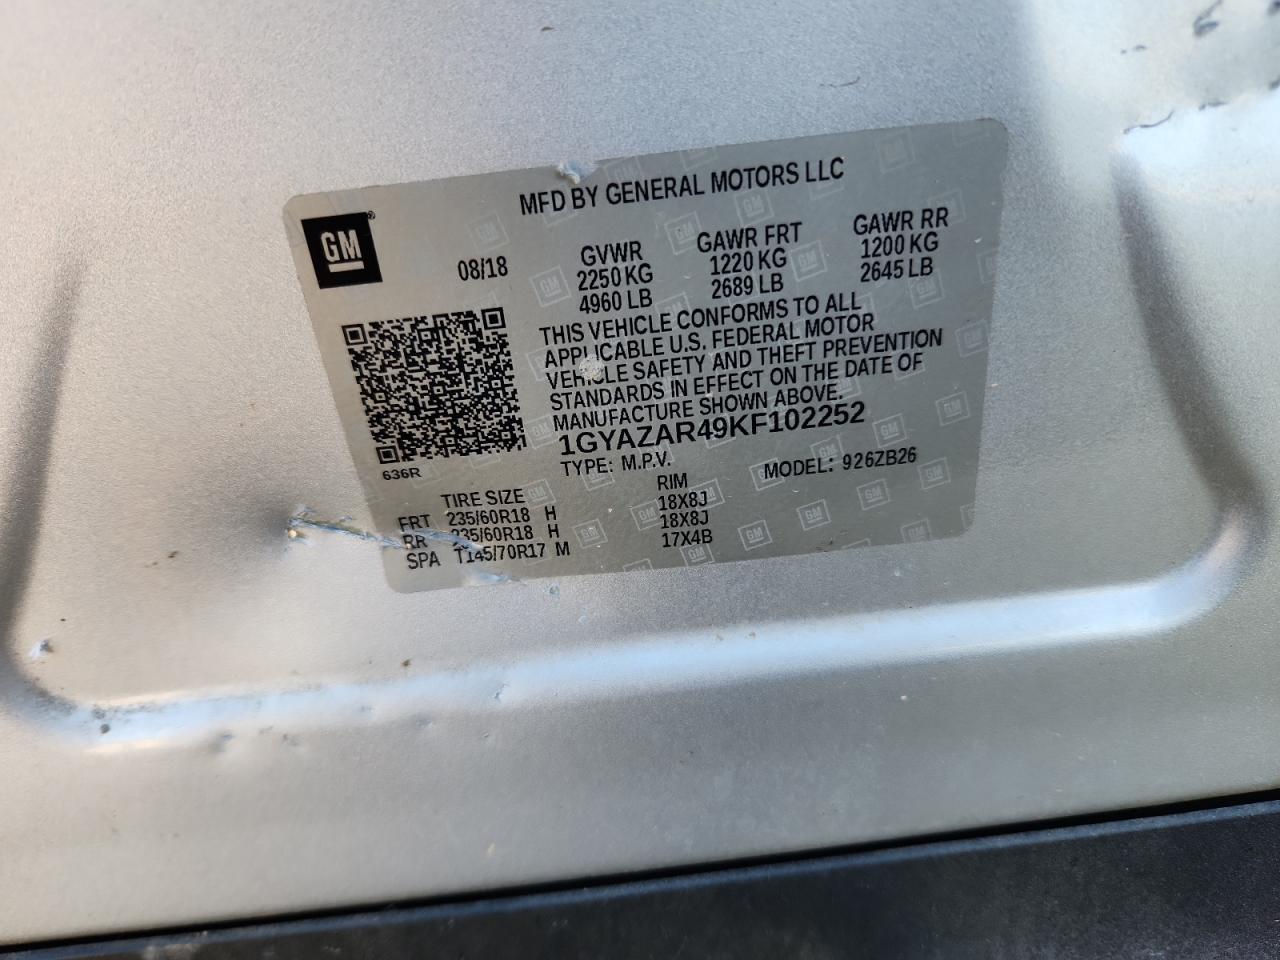 MFD BY GENERAL MOTORS LLC
GM ®
08/18
GVWR
2250 KG
4960 LB
GAWR FRT
1220 KG
2689 LB
GAWR RR
1200 KG
2645 LB
THIS VEHICLE CONFORMS TO ALL
APPLICABLE U.S. FEDERAL MOTOR
VEHICLE SAFETY AND THEFT PREVENTION
STANDARDS IN EFFECT ON THE DATE OF
MANUFACTURE SHOWN ABOVE.
1GYAZAR49KF102252
TYPE: M.P.V. MODEL: 926ZB26
636R
TIRE SIZE RIM
FRT 235/60R18 H 18X8J
RR 235/60R18 H 18X8J
SPA T145/70R17 M 17X4B